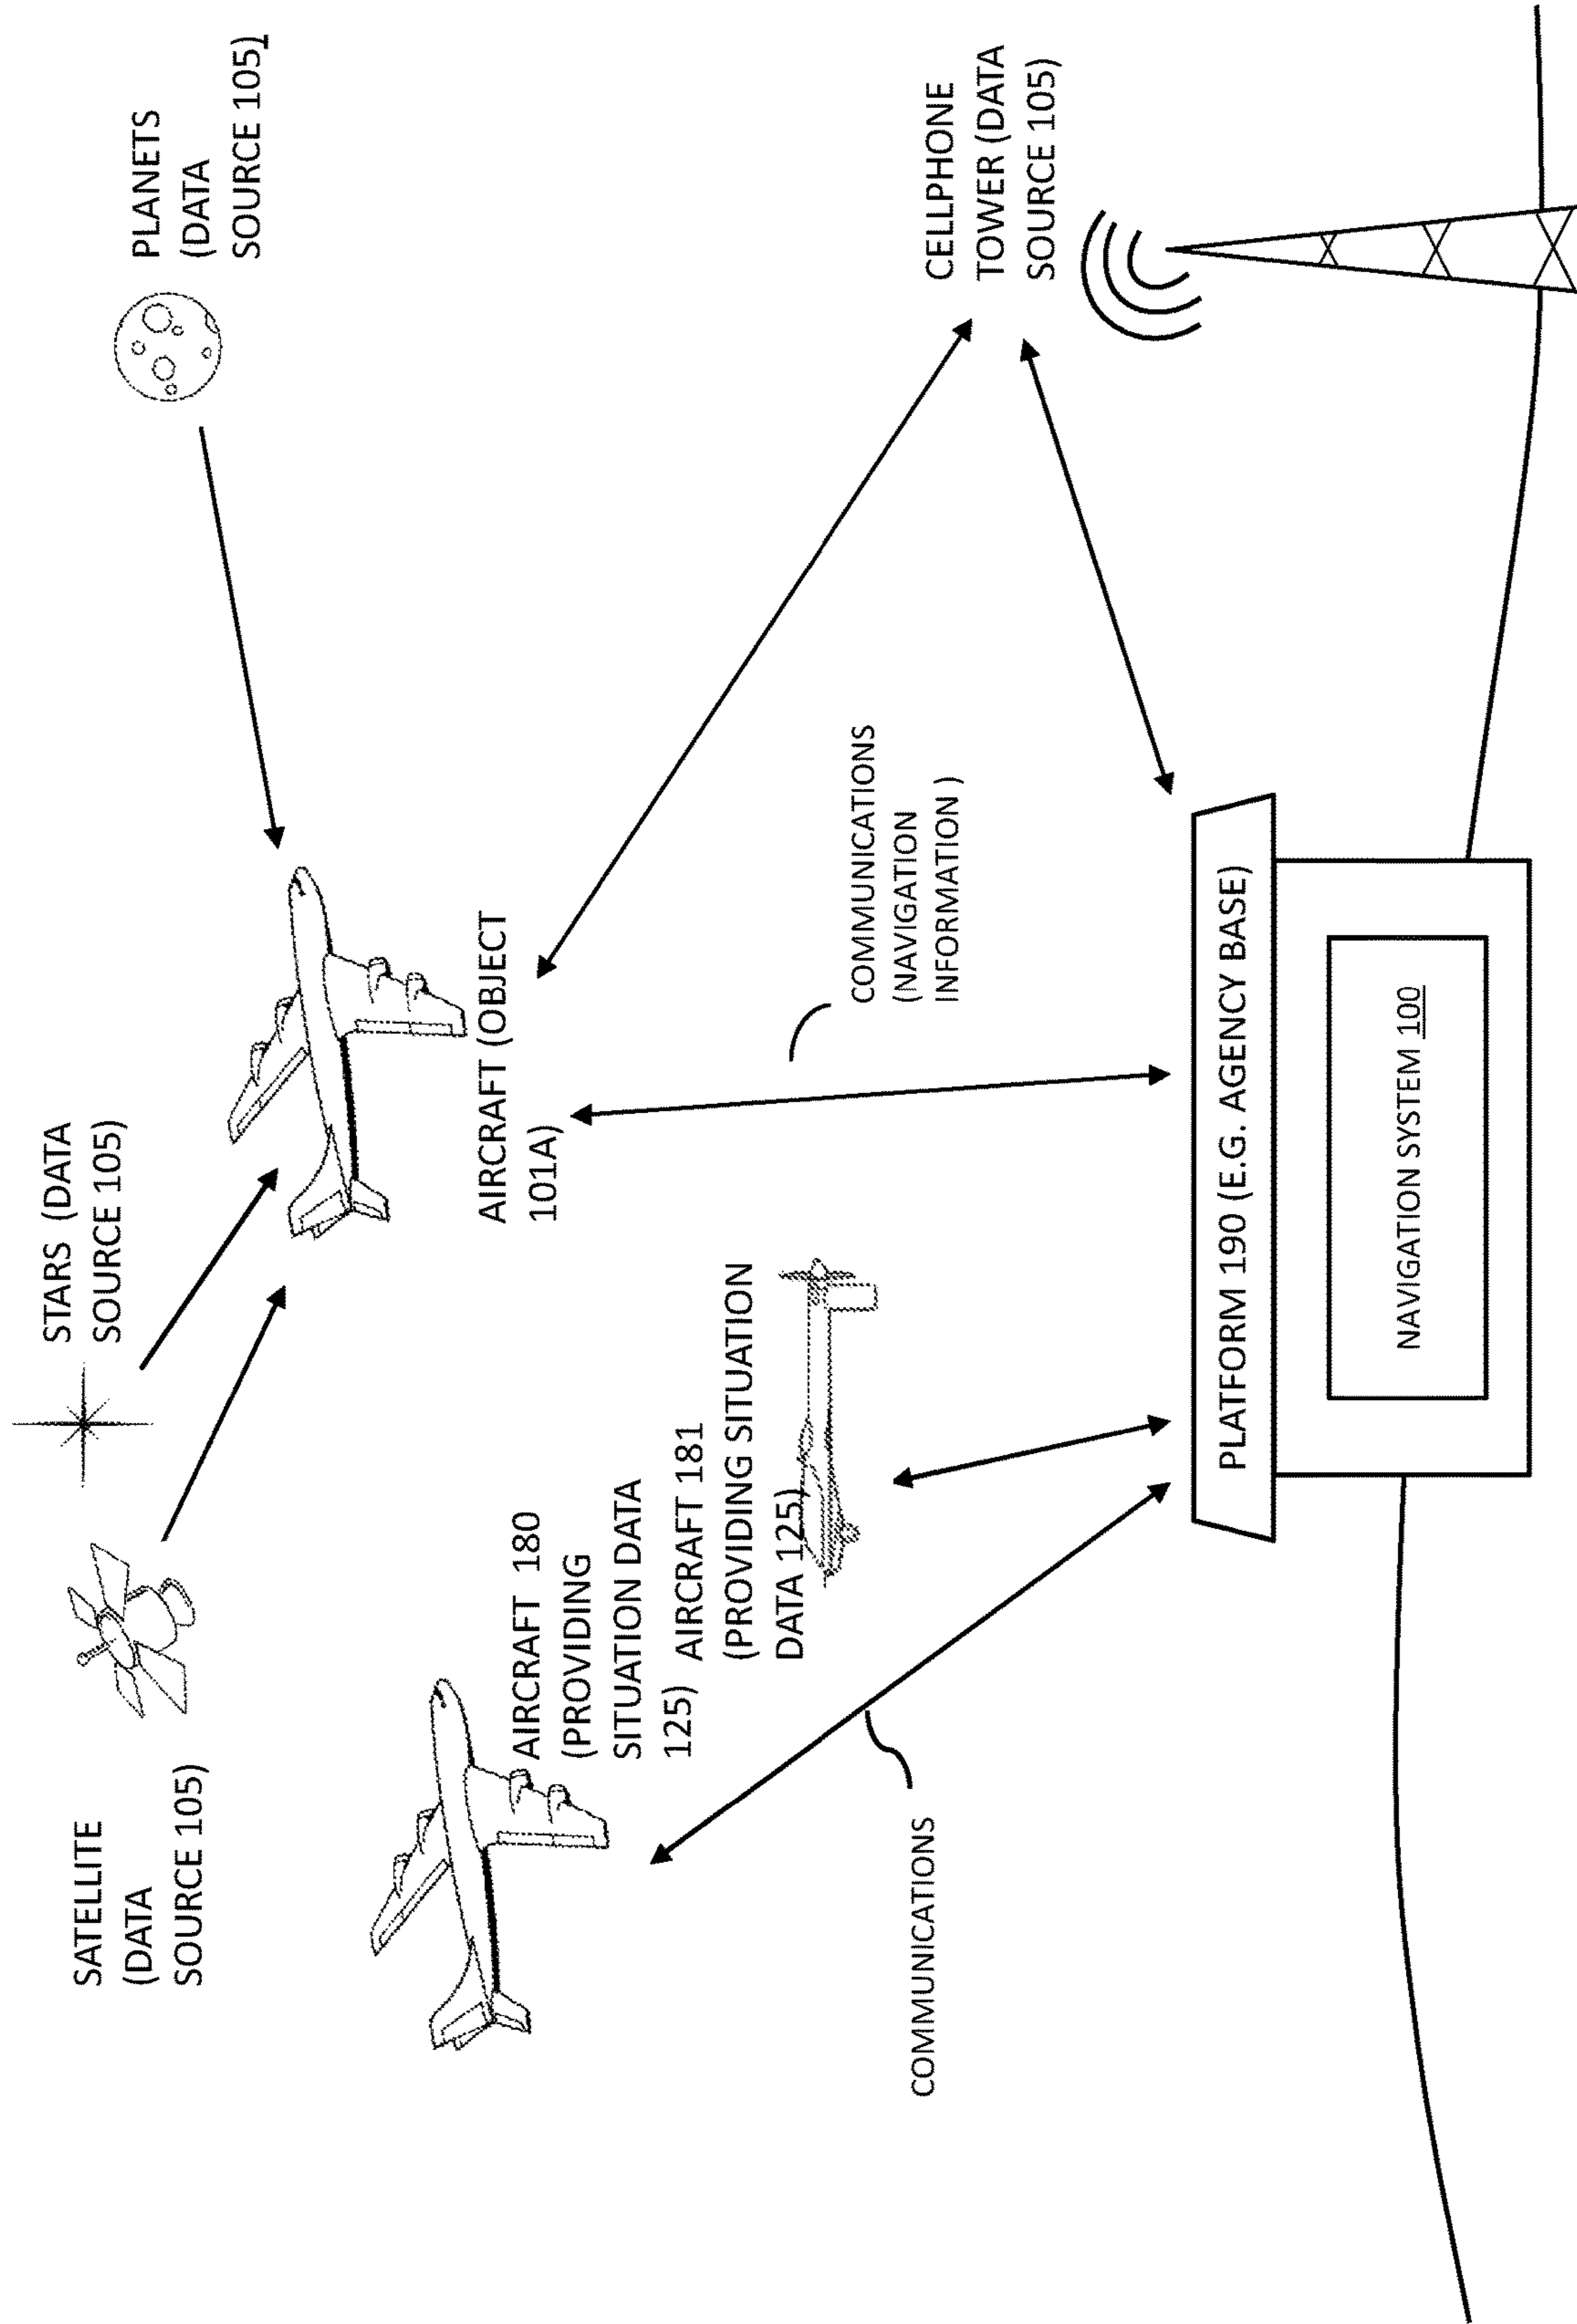 SATELLITE
(DATA
SOURCE 105)
STARS (DATA
SOURCE 105)
PLANETS
(DATA
SOURCE 105)
AIRCRAFT (OBJECT
101A)
AIRCRAFT 180
(PROVIDING
SITUATION DATA
125)
AIRCRAFT 181
(PROVIDING SITUATION
DATA 125)
COMMUNICATIONS
(NAVIGATION
INFORMATION )
CELLPHONE
TOWER (DATA
SOURCE 105)
COMMUNICATIONS
PLATFORM 190 (E.G. AGENCY BASE)
NAVIGATION SYSTEM 100